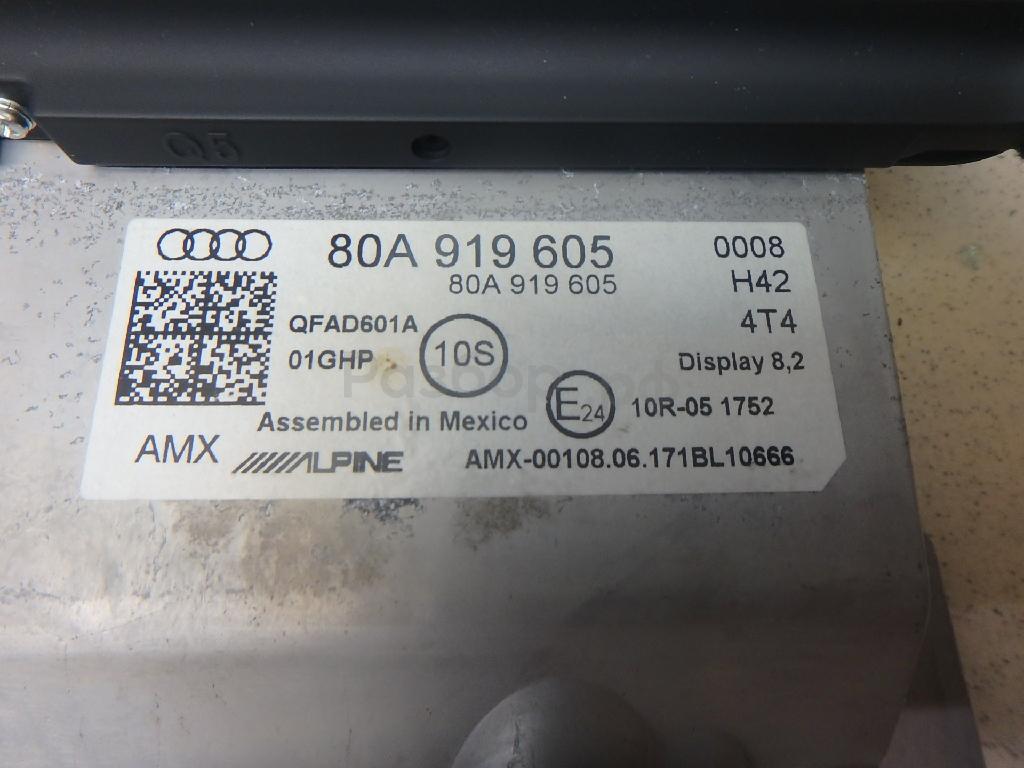 Q5
80A 919 605 0008
80A 919 605 H42
QFAD601A 10S 4T4
01GHP Display 8,2
Assembled in Mexico E24 10R-05 1752
AMX ALPINE AMX-00108.06.171BL10666